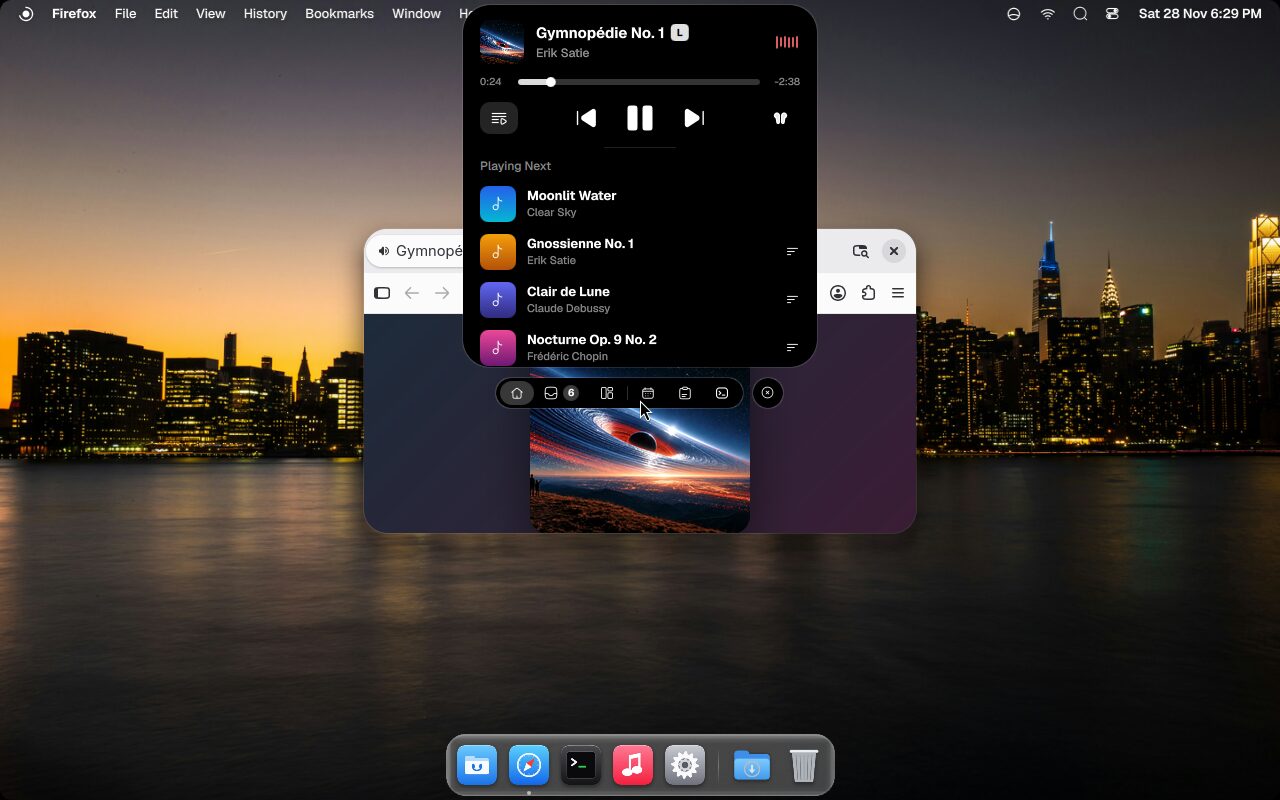 Firefox File Edit View History Bookmarks Window
Sat 28 Nov 6:29 PM
Gymnopédie No. 1 L
Erik Satie
0:24 -2:38
Playing Next
Moonlit Water
Clear Sky
Gnossienne No. 1
Erik Satie
Clair de Lune
Claude Debussy
Nocturne Op. 9 No. 2
Frédéric Chopin
Gymnopé
6